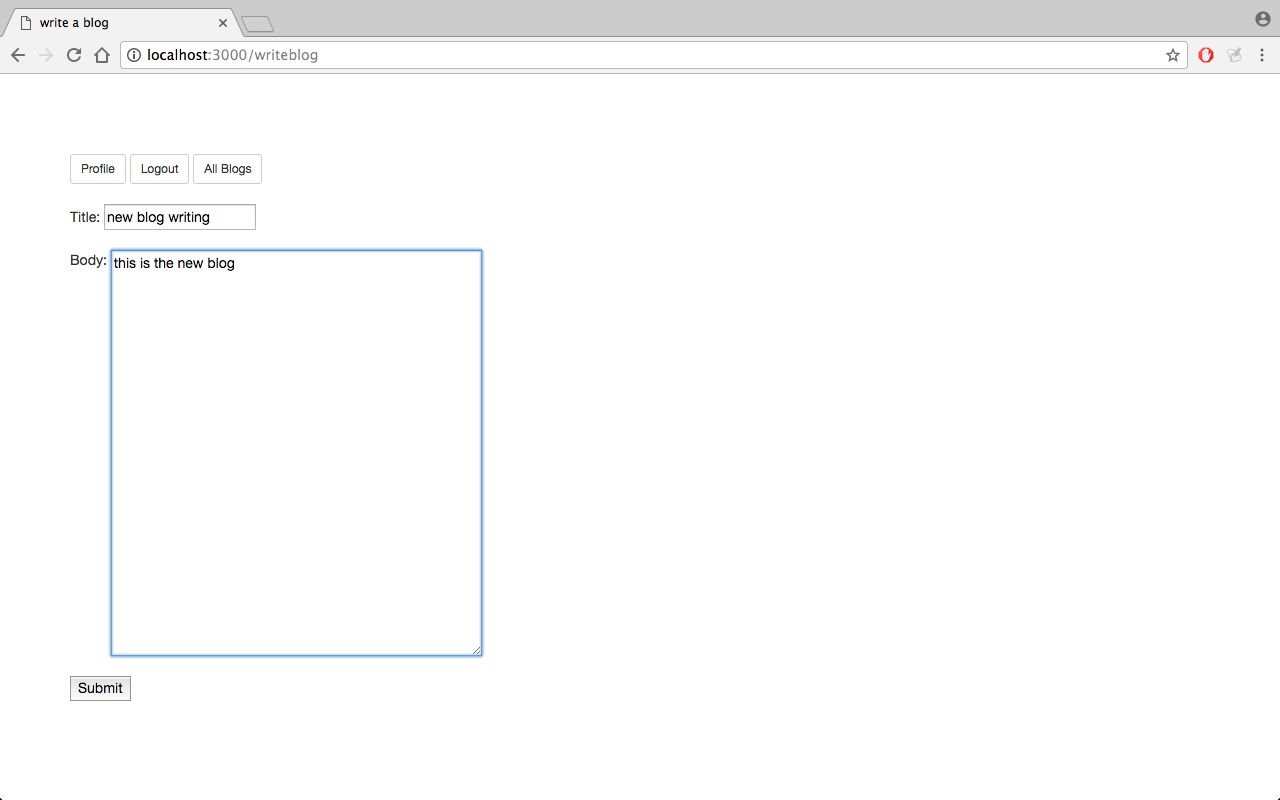 write a blog
localhost:3000/writeblog
Profile Logout All Blogs
Title: new blog writing
Body: this is the new blog
Submit